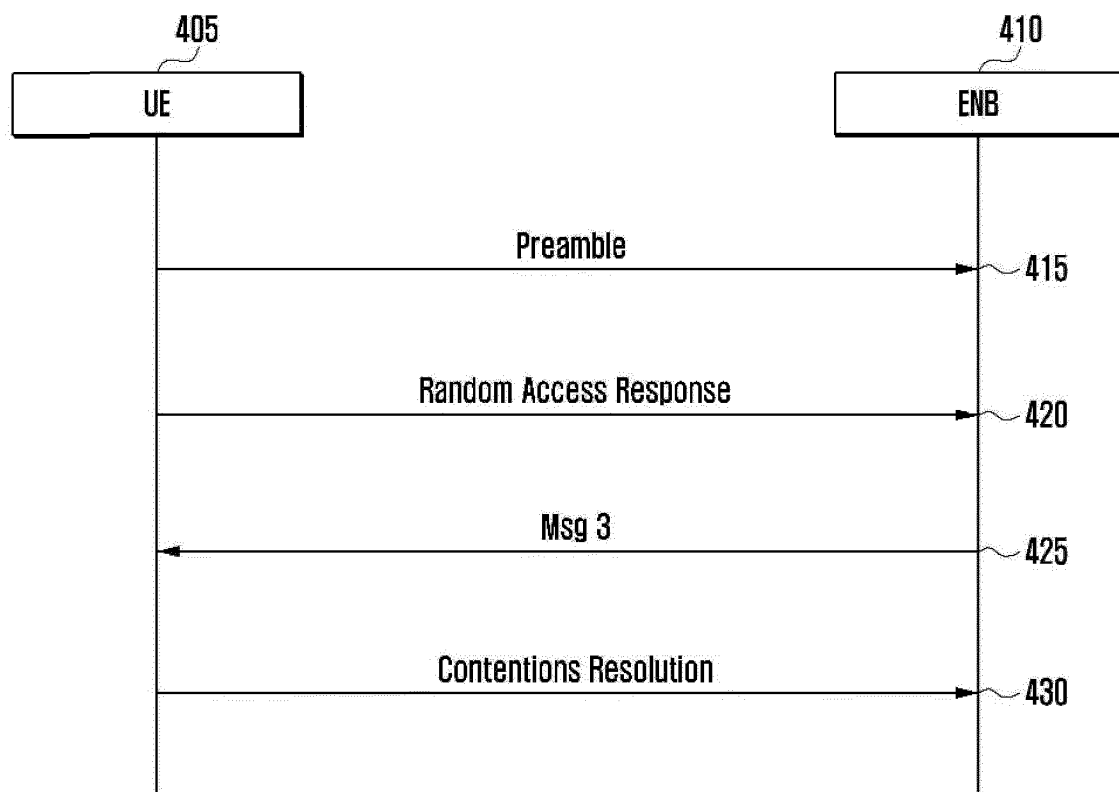 405
410
UE
ENB
Preamble
415
Random Access Response
420
Msg 3
425
Contentions Resolution
430